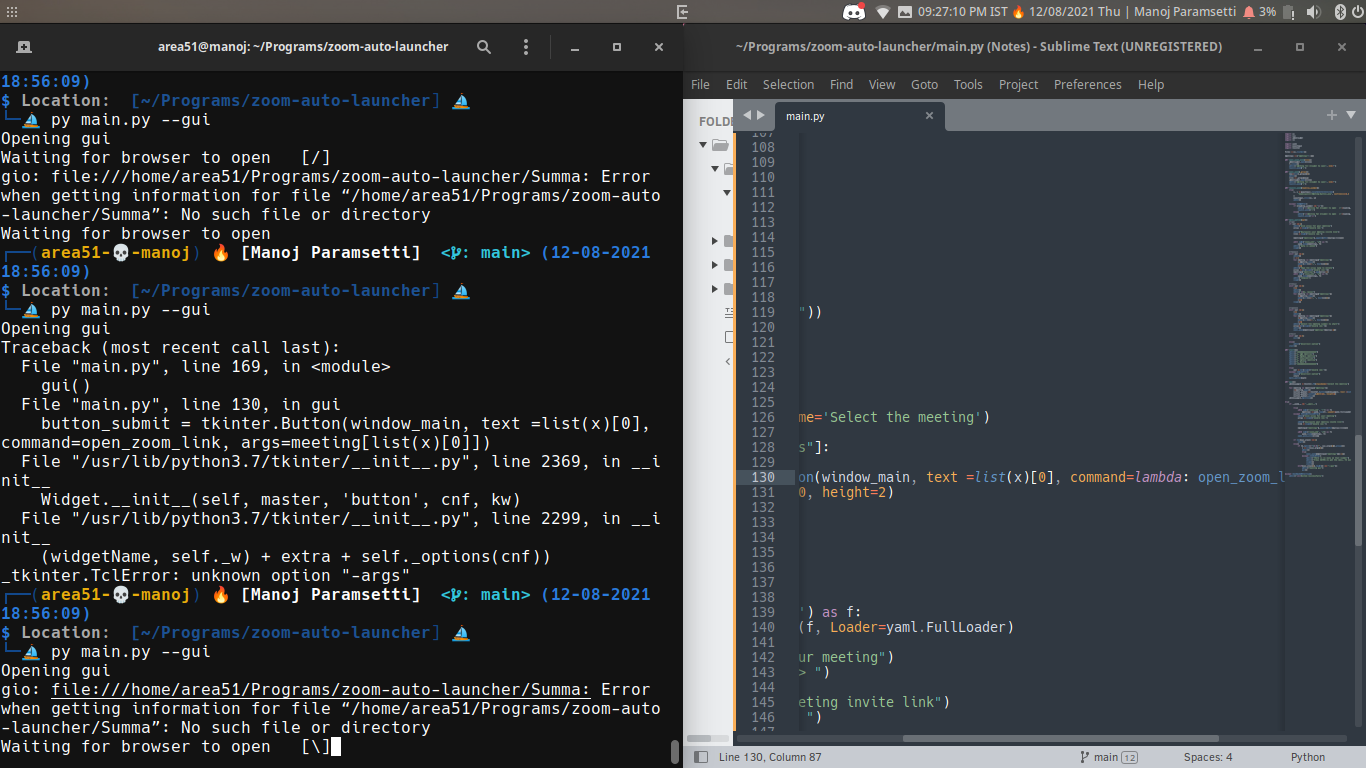 09:27:10 PM IST 🔥 12/08/2021 Thu | Manoj Paramsetti 3%
area51@manoj: ~/Programs/zoom-auto-launcher
18:56:09)
$ Location:  [~/Programs/zoom-auto-launcher] ⛵
└─⛵ py main.py --gui
Opening gui
Waiting for browser to open   [/]
gio: file:///home/area51/Programs/zoom-auto-launcher/Summa: Error
when getting information for file “/home/area51/Programs/zoom-auto
-launcher/Summa”: No such file or directory
Waiting for browser to open
┌──(area51-💀-manoj) 🔥 [Manoj Paramsetti]  <: main> (12-08-2021
18:56:09)
$ Location:  [~/Programs/zoom-auto-launcher] ⛵
└─⛵ py main.py --gui
Opening gui
Traceback (most recent call last):
  File "main.py", line 169, in <module>
    gui()
  File "main.py", line 130, in gui
    button_submit = tkinter.Button(window_main, text =list(x)[0],
command=open_zoom_link, args=meeting[list(x)[0]])
  File "/usr/lib/python3.7/tkinter/__init__.py", line 2369, in __i
nit__
    Widget.__init__(self, master, 'button', cnf, kw)
  File "/usr/lib/python3.7/tkinter/__init__.py", line 2299, in __i
nit__
    (widgetName, self._w) + extra + self._options(cnf))
_tkinter.TclError: unknown option "-args"
┌──(area51-💀-manoj) 🔥 [Manoj Paramsetti]  <: main> (12-08-2021
18:56:09)
$ Location:  [~/Programs/zoom-auto-launcher] ⛵
└─⛵ py main.py --gui
Opening gui
gio: file:///home/area51/Programs/zoom-auto-launcher/Summa: Error
when getting information for file “/home/area51/Programs/zoom-auto
-launcher/Summa”: No such file or directory
Waiting for browser to open   [\]
~/Programs/zoom-auto-launcher/main.py (Notes) - Sublime Text (UNREGISTERED)
File Edit Selection Find View Goto Tools Project Preferences Help
FOLD
main.py
107
108
109
110
111
112
113
114
115
116
117
118
119 "))
120
121
122
123
124
125
126 me='Select the meeting')
127
128 s"]:
129
130 on(window_main, text =list(x)[0], command=lambda: open_zoom_l
131 0, height=2)
132
133
134
135
136
137
138
139 ') as f:
140 (f, Loader=yaml.FullLoader)
141
142 ur meeting")
143 > ")
144
145 eting invite link")
146 ")
147
Line 130, Column 87 main 12 Spaces: 4 Python